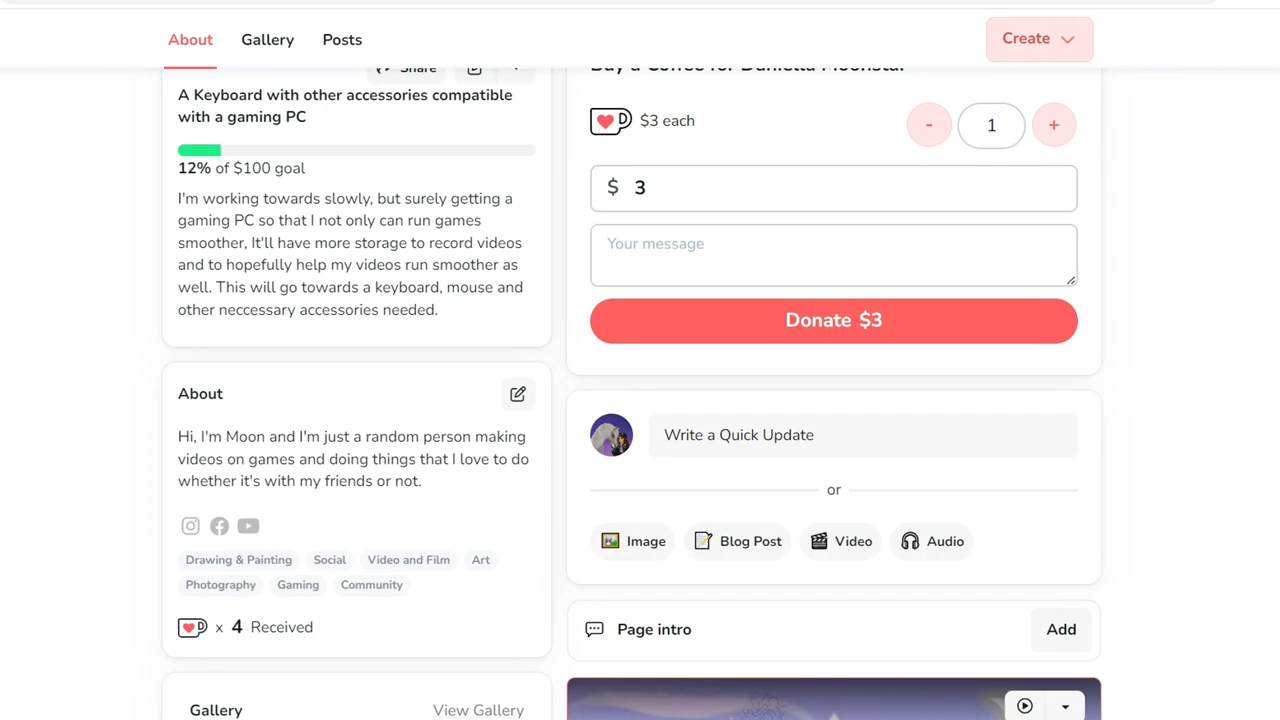 About
Gallery
Posts
Create
Share
A Keyboard with other accessories compatible
with a gaming PC
12% of $100 goal
I'm working towards slowly, but surely getting a
gaming PC so that I not only can run games
smoother, It'll have more storage to record videos
and to hopefully help my videos run smoother as
well. This will go towards a keyboard, mouse and
other neccessary accessories needed.
About
Hi, I'm Moon and I'm just a random person making
videos on games and doing things that I love to do
whether it's with my friends or not.
Drawing & Painting
Social
Video and Film
Art
Photography
Gaming
Community
x 4 Received
Gallery
View Gallery
Buy a Coffee for Daniella Moonstar
$3 each
-
1
+
$ 3
Your message
Donate $3
Write a Quick Update
or
Image
Blog Post
Video
Audio
Page intro
Add